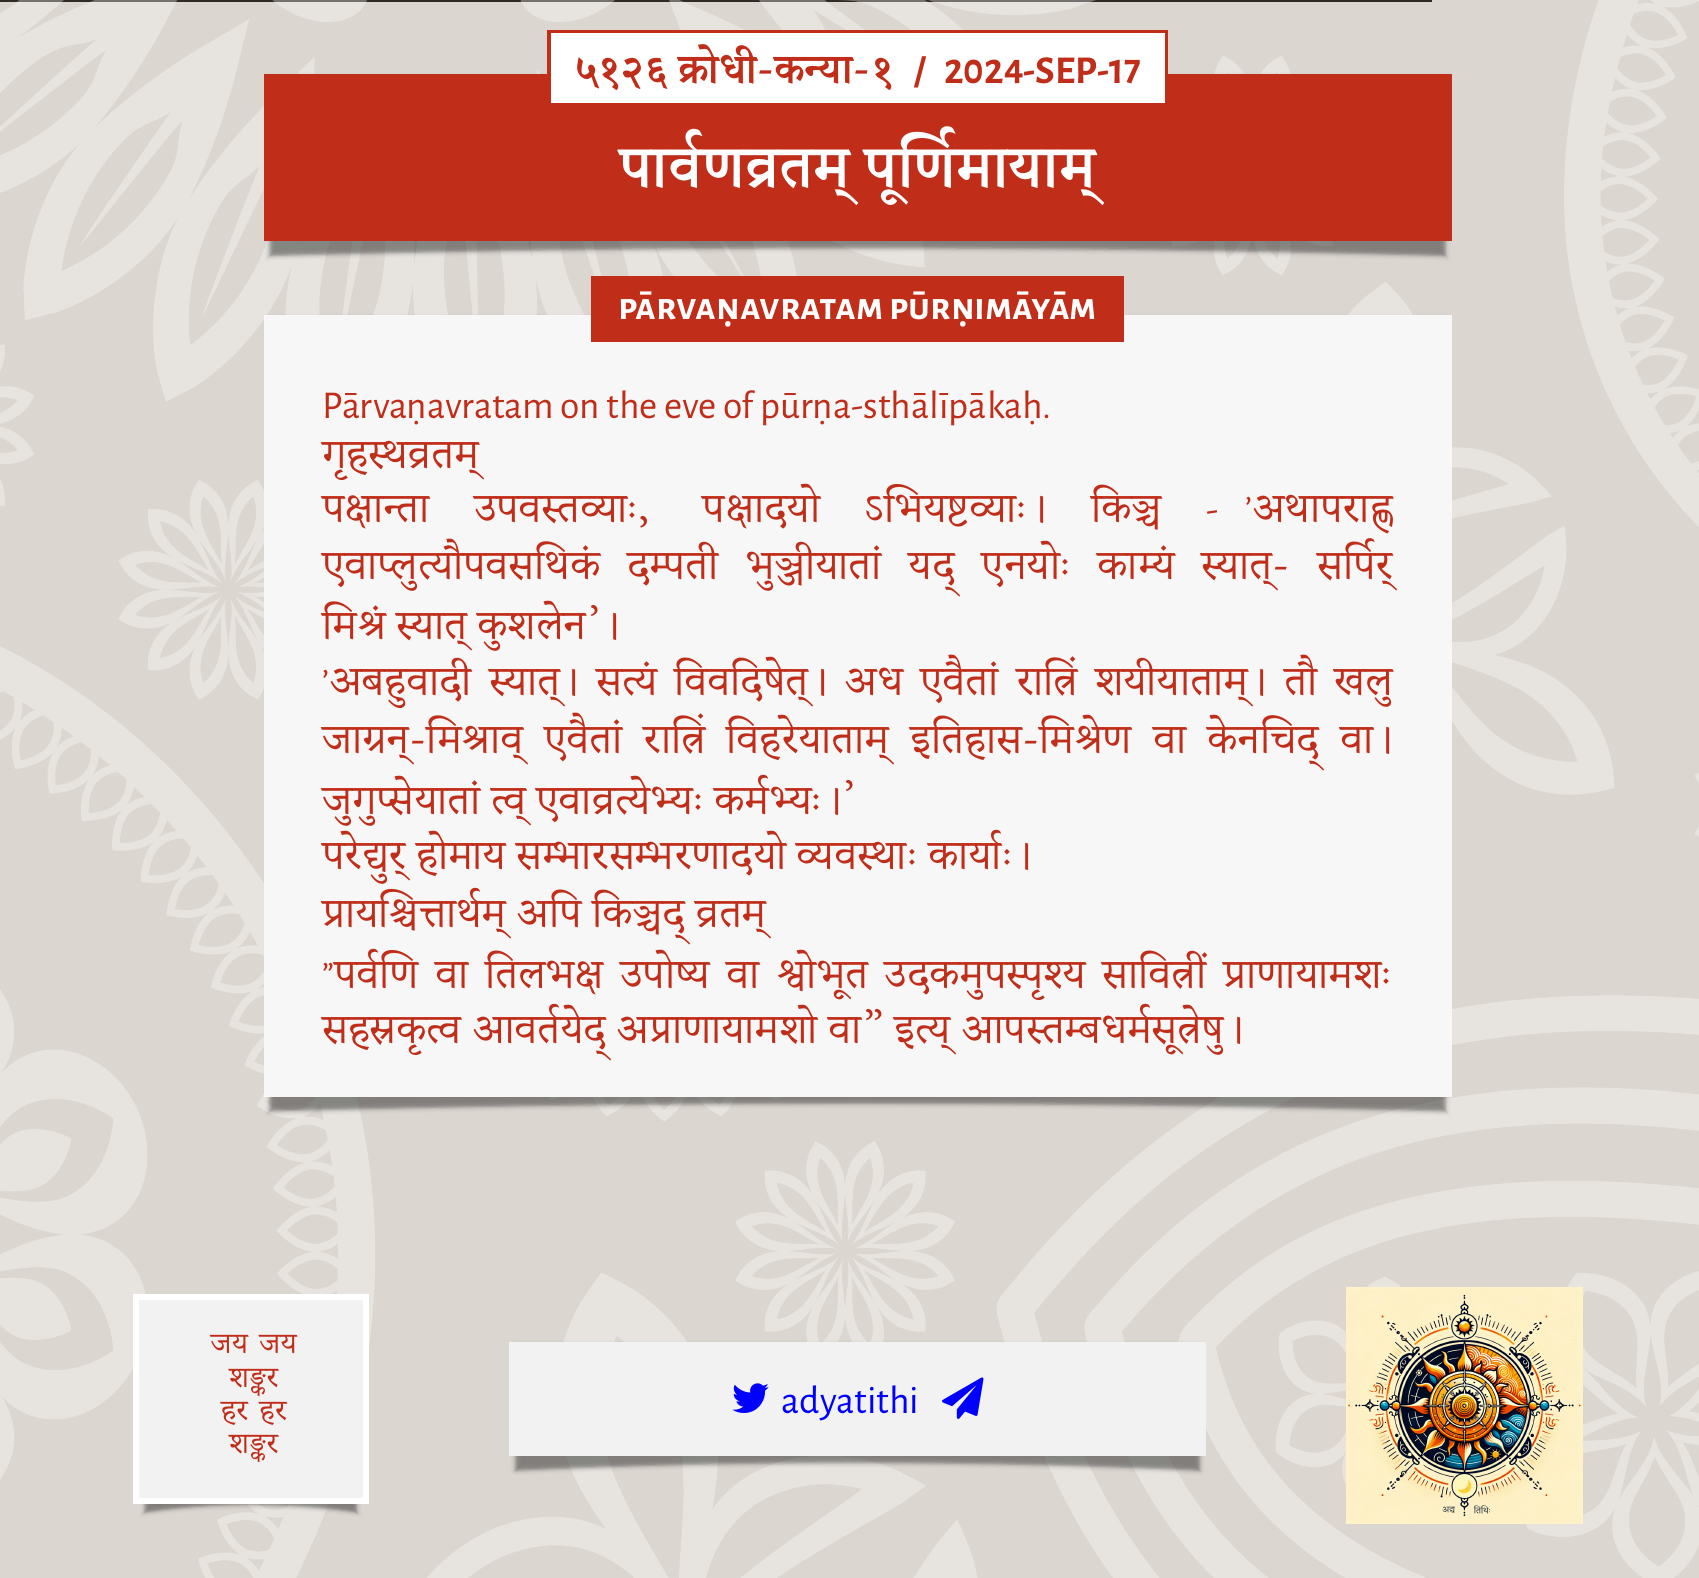 ५१२६ क्रोधी-कन्या-१ / 2024-SEP-17
पार्वणव्रतम् पूर्णिमायाम्
PĀRVAṆAVRATAM PŪRṆIMĀYĀM
Pārvaṇavratam on the eve of pūrṇa-sthālīpākaḥ.
गृहस्थव्रतम्
पक्षान्ता उपवस्तव्याः, पक्षादयो ऽभियष्टव्याः। किञ्च - ’अथापराह्ण
एवाप्लुत्यौपवसथिकं दम्पती भुञ्जीयातां यद् एनयोः काम्यं स्यात्- सर्पिर्
मिश्रं स्यात् कुशलेन’।
’अबहुवादी स्यात्। सत्यं विवदिषेत्। अध एवैतां रात्रिं शयीयाताम्। तौ खलु
जाग्रन्-मिश्राव् एवैतां रात्रिं विहरेयाताम् इतिहास-मिश्रेण वा केनचिद् वा।
जुगुप्सेयातां त्व् एवाव्रत्येभ्यः कर्मभ्यः।’
परेद्युर् होमाय सम्भारसम्भरणादयो व्यवस्थाः कार्याः।
प्रायश्चित्तार्थम् अपि किञ्चद् व्रतम्
”पर्वणि वा तिलभक्ष उपोष्य वा श्वोभूत उदकमुपस्पृश्य सावित्रीं प्राणायामशः
सहस्रकृत्व आवर्तयेद् अप्राणायामशो वा” इत्य् आपस्तम्बधर्मसूत्रेषु।
जय जय
शङ्कर
हर हर
शङ्कर
adyatithi
अद्य तिथिः